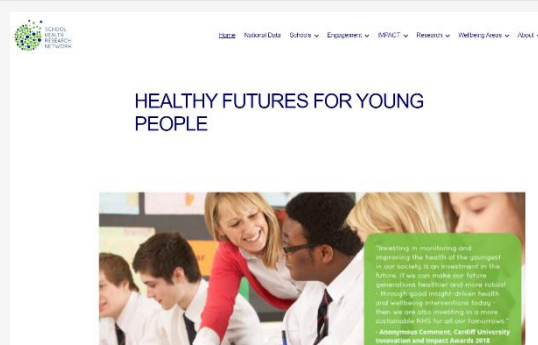 SCHOOL
HEALTH
RESEARCH
NETWORK
Home National Data Schools Engagement IMPACT Research Wellbeing Areas About
HEALTHY FUTURES FOR YOUNG
PEOPLE
"Investing in monitoring and
improving the health of the youngest
in our society is an investment in the
future. If we can make our future
generations healthier and more robust
- through good insight-driven health
and wellbeing interventions today -
then we are also investing in a more
sustainable NHS for all our tomorrows."
- Anonymous Comment, Cardiff University
Innovation and Impact Awards 2018